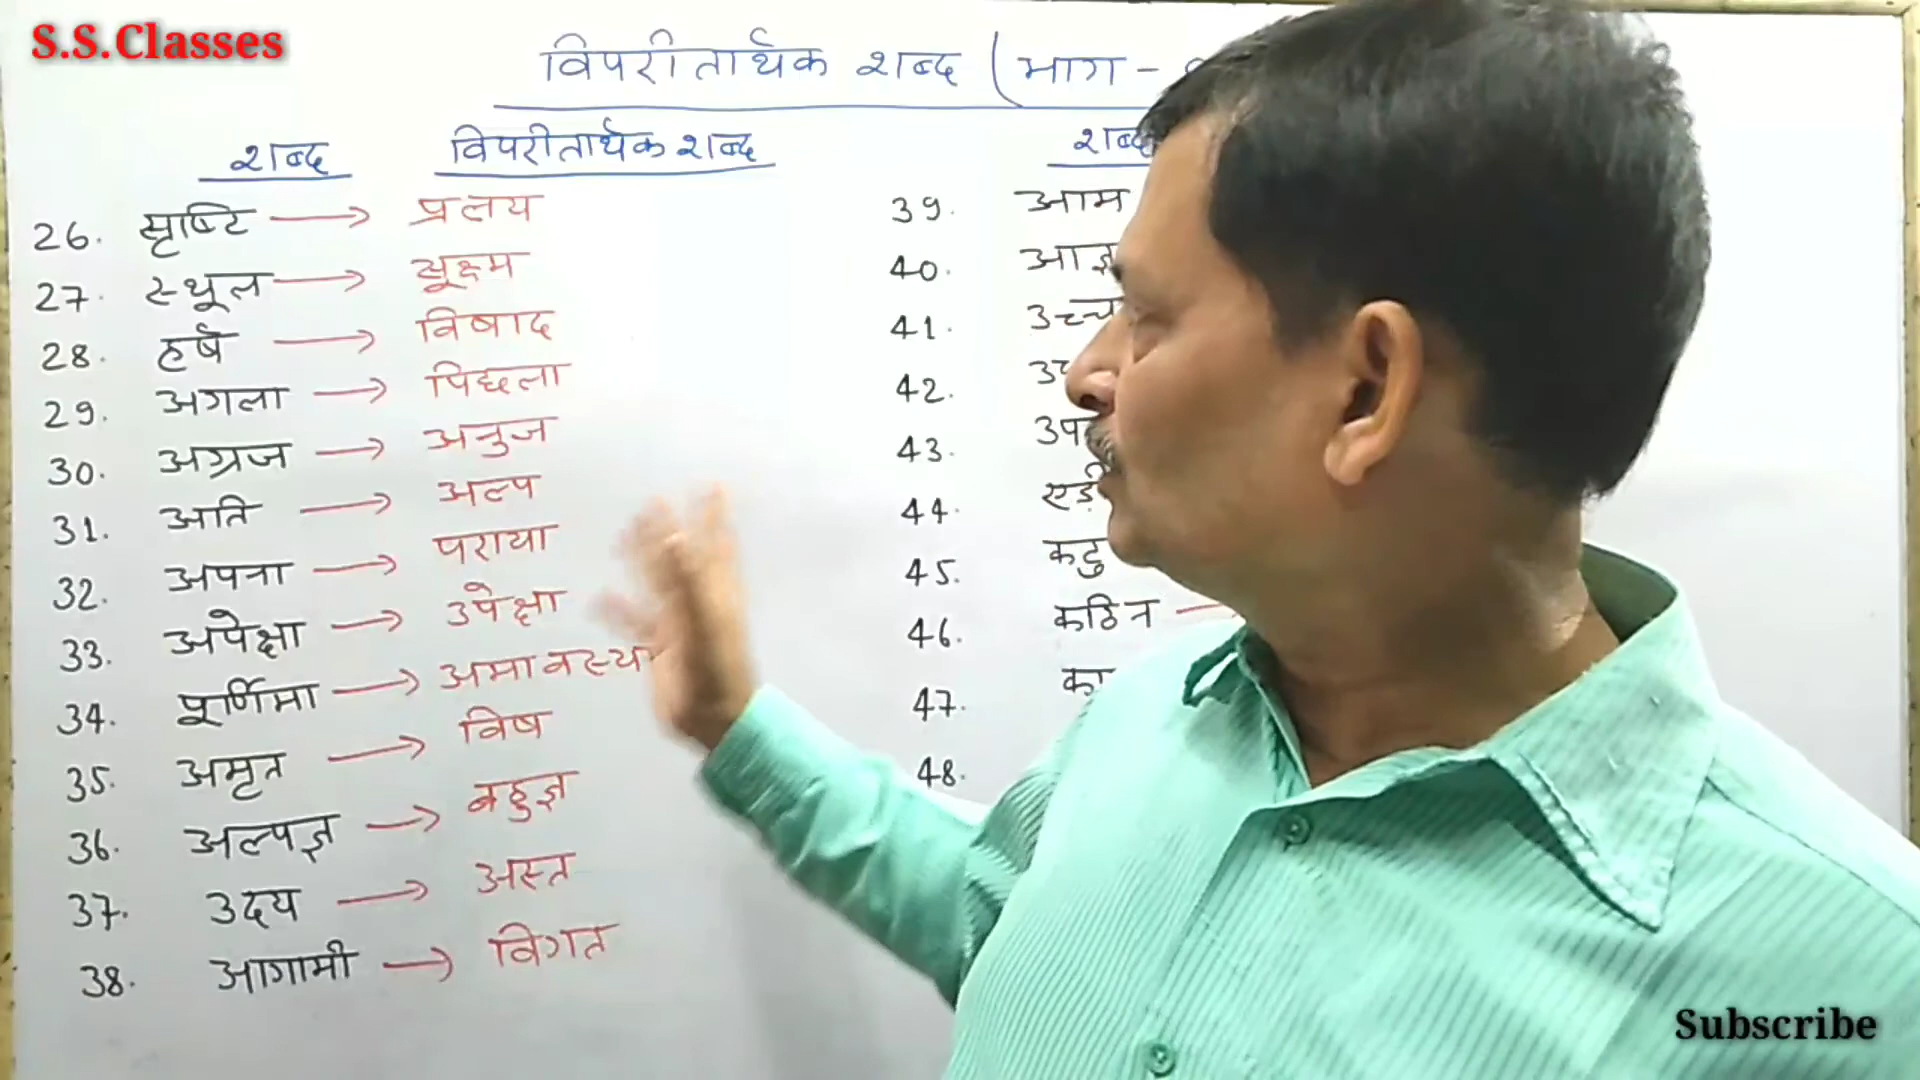 S.S.Classes
विपरीतार्थक शब्द (भाग -
शब्द विपरीतार्थक शब्द
26. सृष्टि → प्रलय
27. स्थूल → सूक्ष्म
28. हर्ष → विषाद
29. अगला → पिछला
30. अग्रज → अनुज
31. अति → अल्प
32. अपना → पराया
33. अपेक्षा → उपेक्षा
34. पूर्णिमा → अमावस्या
35. अमृत → विष
36. अल्पज्ञ → बहुज्ञ
37. उदय → अस्त
38. आगामी → विगत
शब्द
39. आम
40.
41. उच्च
42.
43.
44.
45. कटु
46. कठिन
47.
48.
Subscribe